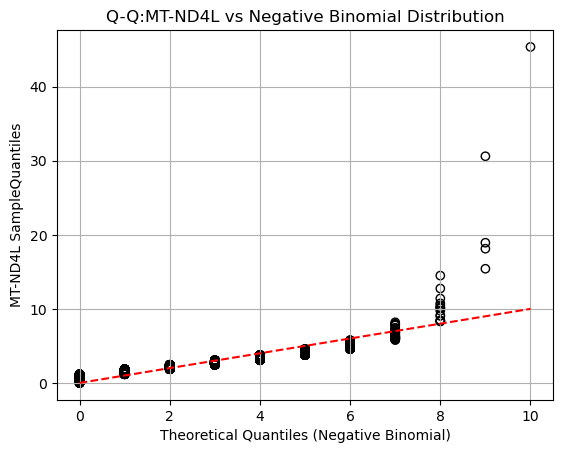 Q-Q:MT-ND4L vs Negative Binomial Distribution
MT-ND4L SampleQuantiles
40
30
20
10
0
0 2 4 6 8 10
Theoretical Quantiles (Negative Binomial)